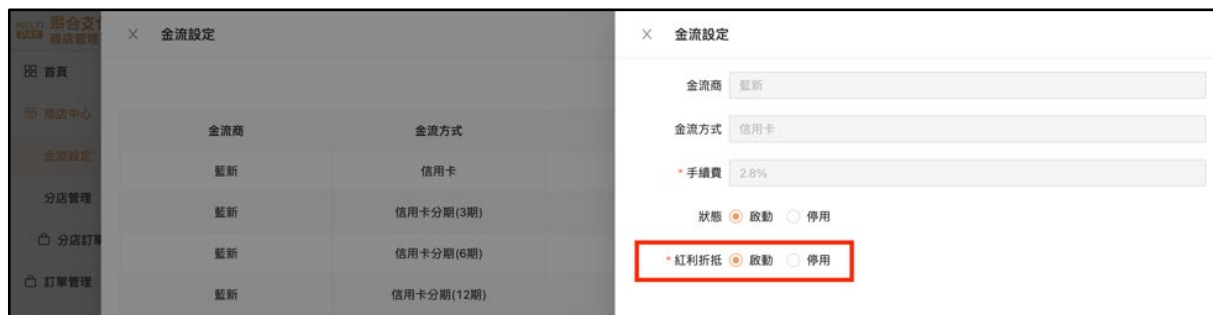 MULTI PAY 聚合支付
商店管理
首頁
商店中心
金流設定
分店管理
分店訂單
訂單管理
× 金流設定
金流商 金流方式
藍新 信用卡
藍新 信用卡分期(3期)
藍新 信用卡分期(6期)
藍新 信用卡分期(12期)
× 金流設定
金流商 藍新
金流方式 信用卡
* 手續費 2.8%
狀態 啟動 停用
* 紅利折抵 啟動 停用